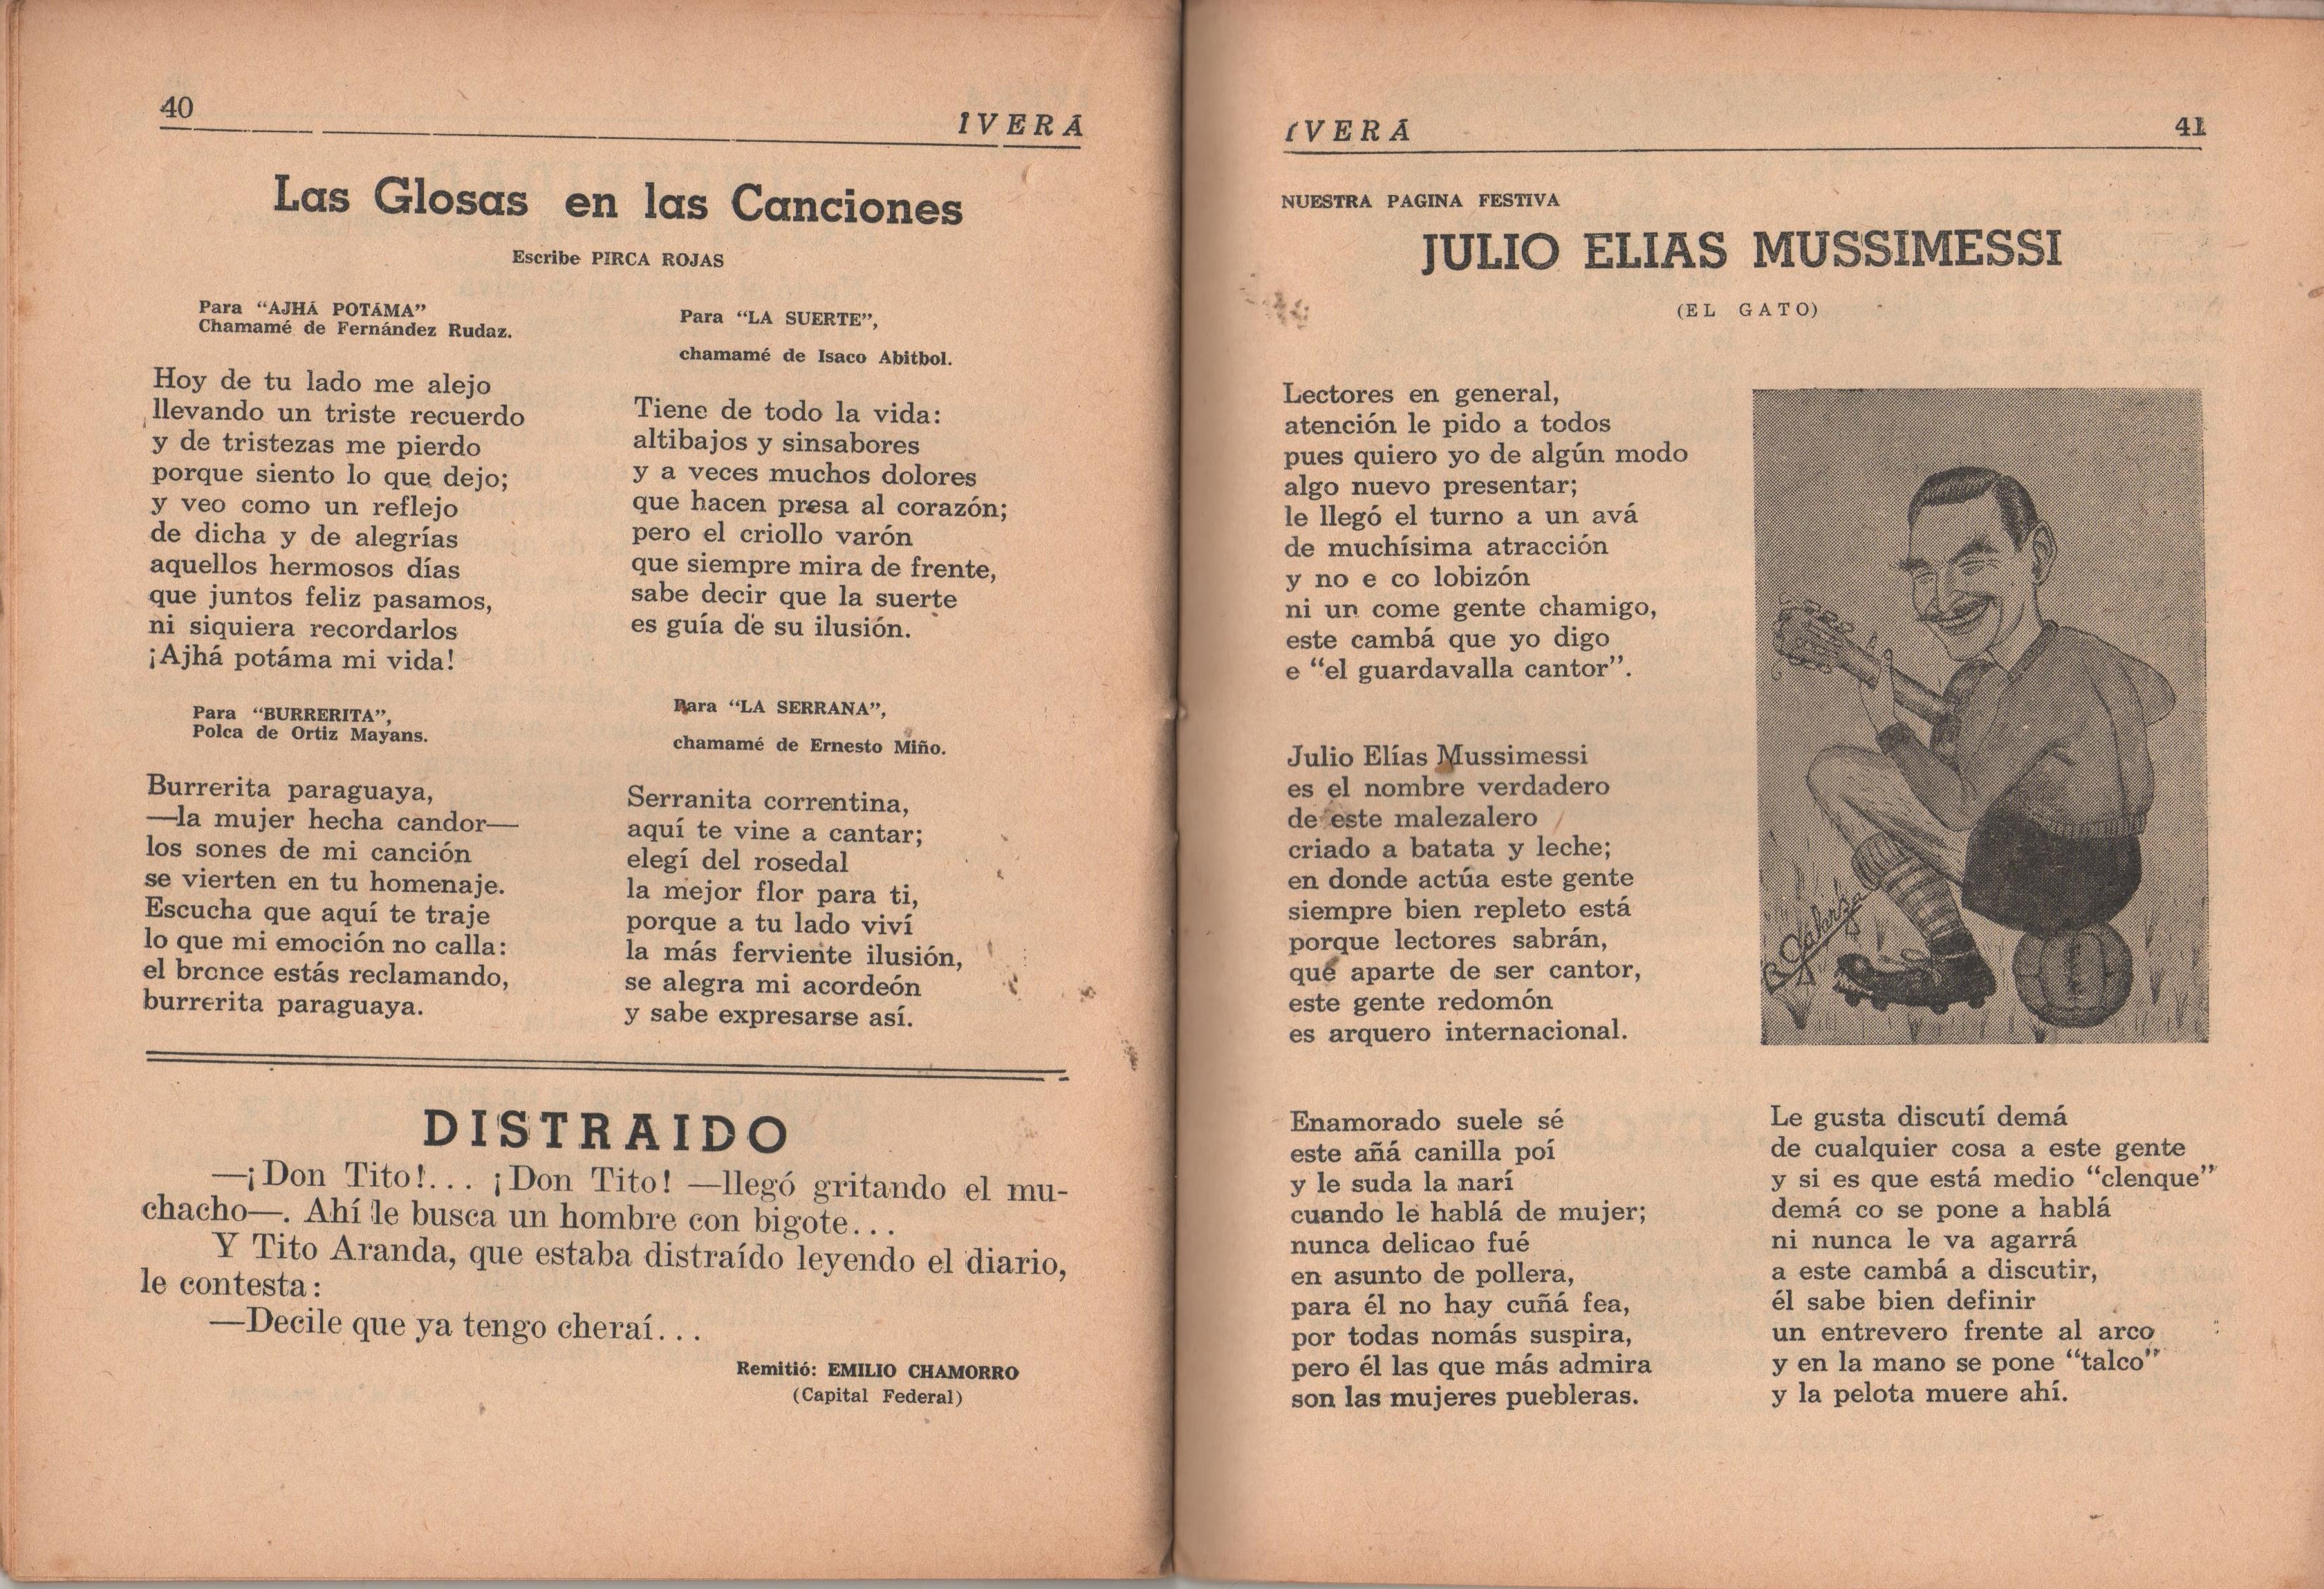 40
IVERÁ
Las Glosas en las Canciones
Escribe PIRCA ROJAS
Para "AJHÁ POTÁMA"
Chamamé de Fernández Rudaz.
Hoy de tu lado me alejo
llevando un triste recuerdo
y de tristezas me pierdo
porque siento lo que dejo;
y veo como un reflejo
de dicha y de alegrías
aquellos hermosos días
que juntos feliz pasamos,
ni siquiera recordarlos
¡Ajhá potáma mi vida!
Para "BURRERITA",
Polca de Ortiz Mayans.
Burrerita paraguaya,
—la mujer hecha candor—
los sones de mi canción
se vierten en tu homenaje.
Escucha que aquí te traje
lo que mi emoción no calla:
el bronce estás reclamando,
burrerita paraguaya.
Para "LA SUERTE",
chamamé de Isaco Abitbol.
Tiene de todo la vida:
altibajos y sinsabores
y a veces muchos dolores
que hacen presa al corazón;
pero el criollo varón
que siempre mira de frente,
sabe decir que la suerte
es guía de su ilusión.
Para "LA SERRANA",
chamamé de Ernesto Miño.
Serranita correntina,
aquí te vine a cantar;
elegí del rosedal
la mejor flor para ti,
porque a tu lado viví
la más ferviente ilusión,
se alegra mi acordeón
y sabe expresarse así.
DISTRAIDO
—¡Don Tito!... ¡Don Tito! —llegó gritando el mu-
chacho—. Ahí le busca un hombre con bigote...
Y Tito Aranda, que estaba distraído leyendo el diario,
le contesta:
—Decile que ya tengo cheraí...
Remitió: EMILIO CHAMORRO
(Capital Federal)
IVERÁ
41
NUESTRA PAGINA FESTIVA
JULIO ELIAS MUSSIMESSI
(EL GATO)
Lectores en general,
atención le pido a todos
pues quiero yo de algún modo
algo nuevo presentar;
le llegó el turno a un avá
de muchísima atracción
y no e co lobizón
ni un come gente chamigo,
este cambá que yo digo
e "el guardavalla cantor".
Julio Elías Mussimessi
es el nombre verdadero
de este malezalero
criado a batata y leche;
en donde actúa este gente
siempre bien repleto está
porque lectores sabrán,
que aparte de ser cantor,
este gente redomón
es arquero internacional.
Enamorado suele sé
este añá canilla poí
y le suda la narí
cuando le hablá de mujer;
nunca delicao fué
en asunto de pollera,
para él no hay cuñá fea,
por todas nomás suspira,
pero él las que más admira
son las mujeres puebleras.
Le gusta discutí demá
de cualquier cosa a este gente
y si es que está medio "clenque"
demá co se pone a hablá
ni nunca le va agarrá
a este cambá a discutir,
él sabe bien definir
un entrevero frente al arco
y en la mano se pone "talco"
y la pelota muere ahí.